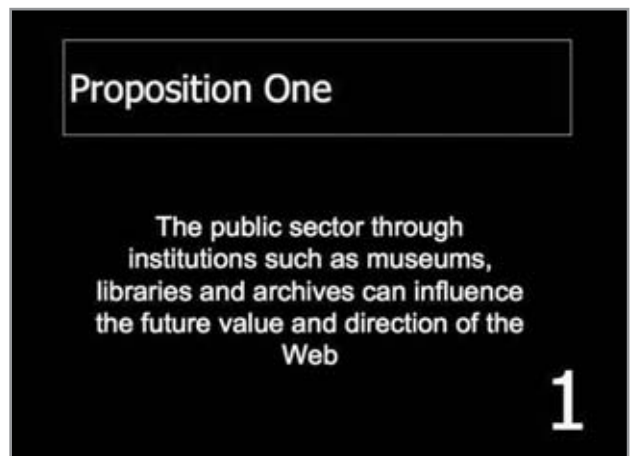 Proposition One
The public sector through
institutions such as museums,
libraries and archives can influence
the future value and direction of the
Web
1